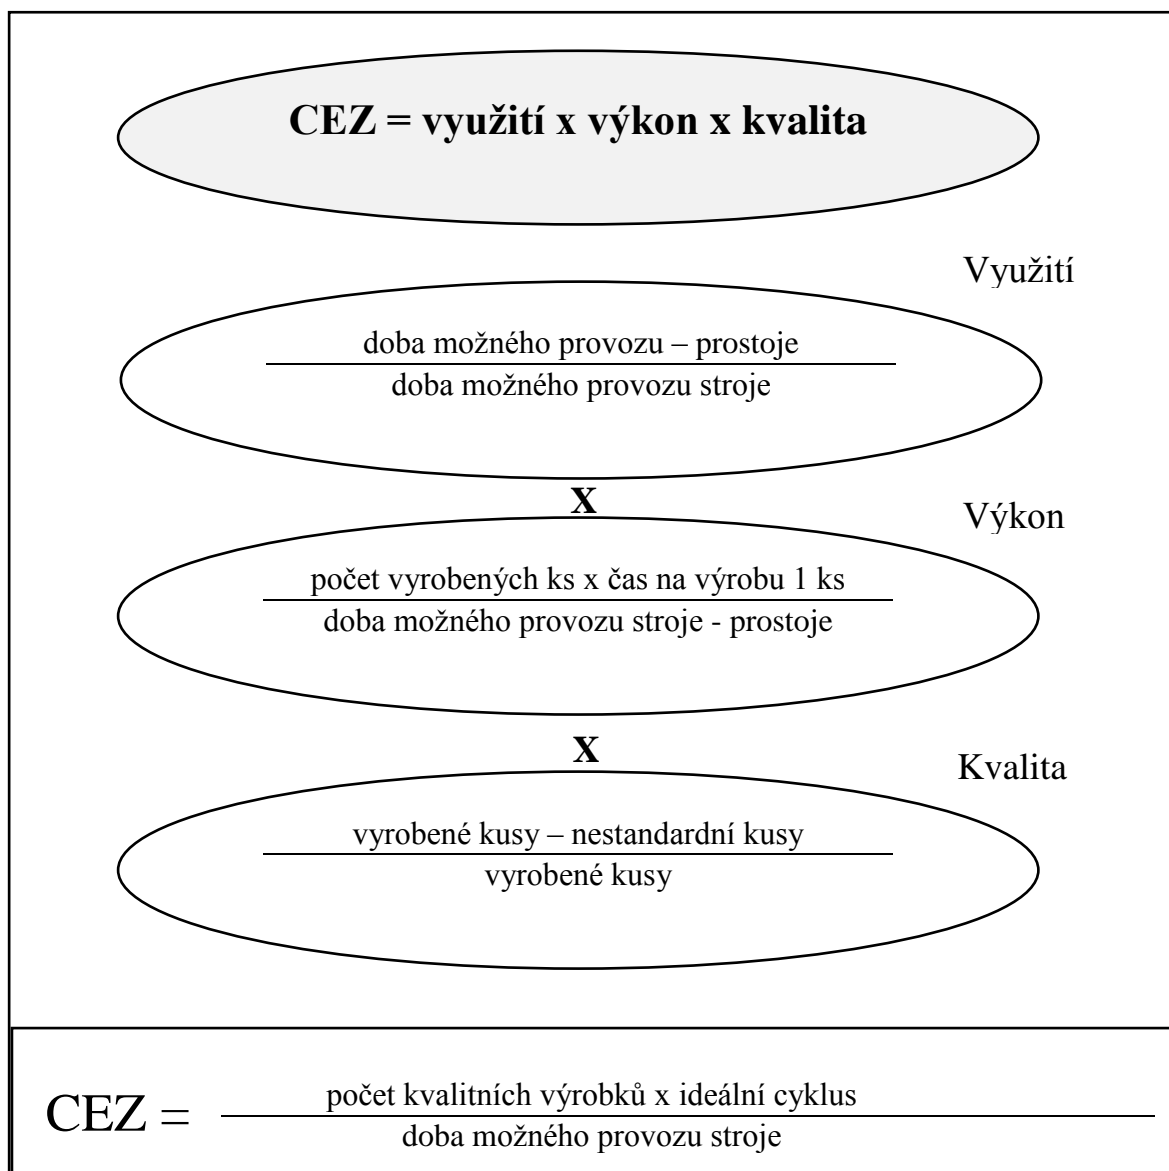 CEZ = využití x výkon x kvalita
Využití
doba možného provozu – prostoje
doba možného provozu stroje
X
Výkon
počet vyrobených ks x čas na výrobu 1 ks
doba možného provozu stroje - prostoje
X
Kvalita
vyrobené kusy – nestandardní kusy
vyrobené kusy
CEZ =
počet kvalitních výrobků x ideální cyklus
doba možného provozu stroje